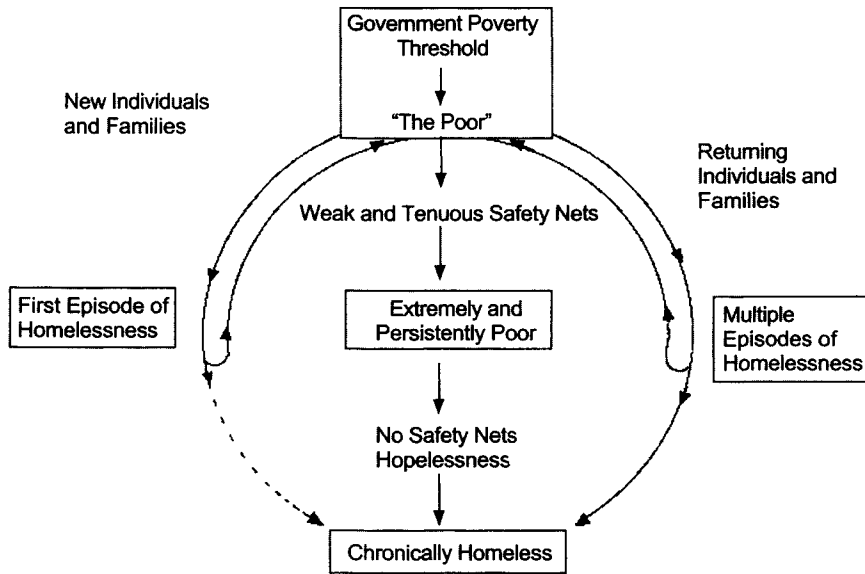 Government Poverty
Threshold
"The Poor"
New Individuals
and Families
Returning
Individuals and
Families
Weak and Tenuous Safety Nets
First Episode of
Homelessness
Extremely and
Persistently Poor
Multiple
Episodes of
Homelessness
No Safety Nets
Hopelessness
Chronically Homeless